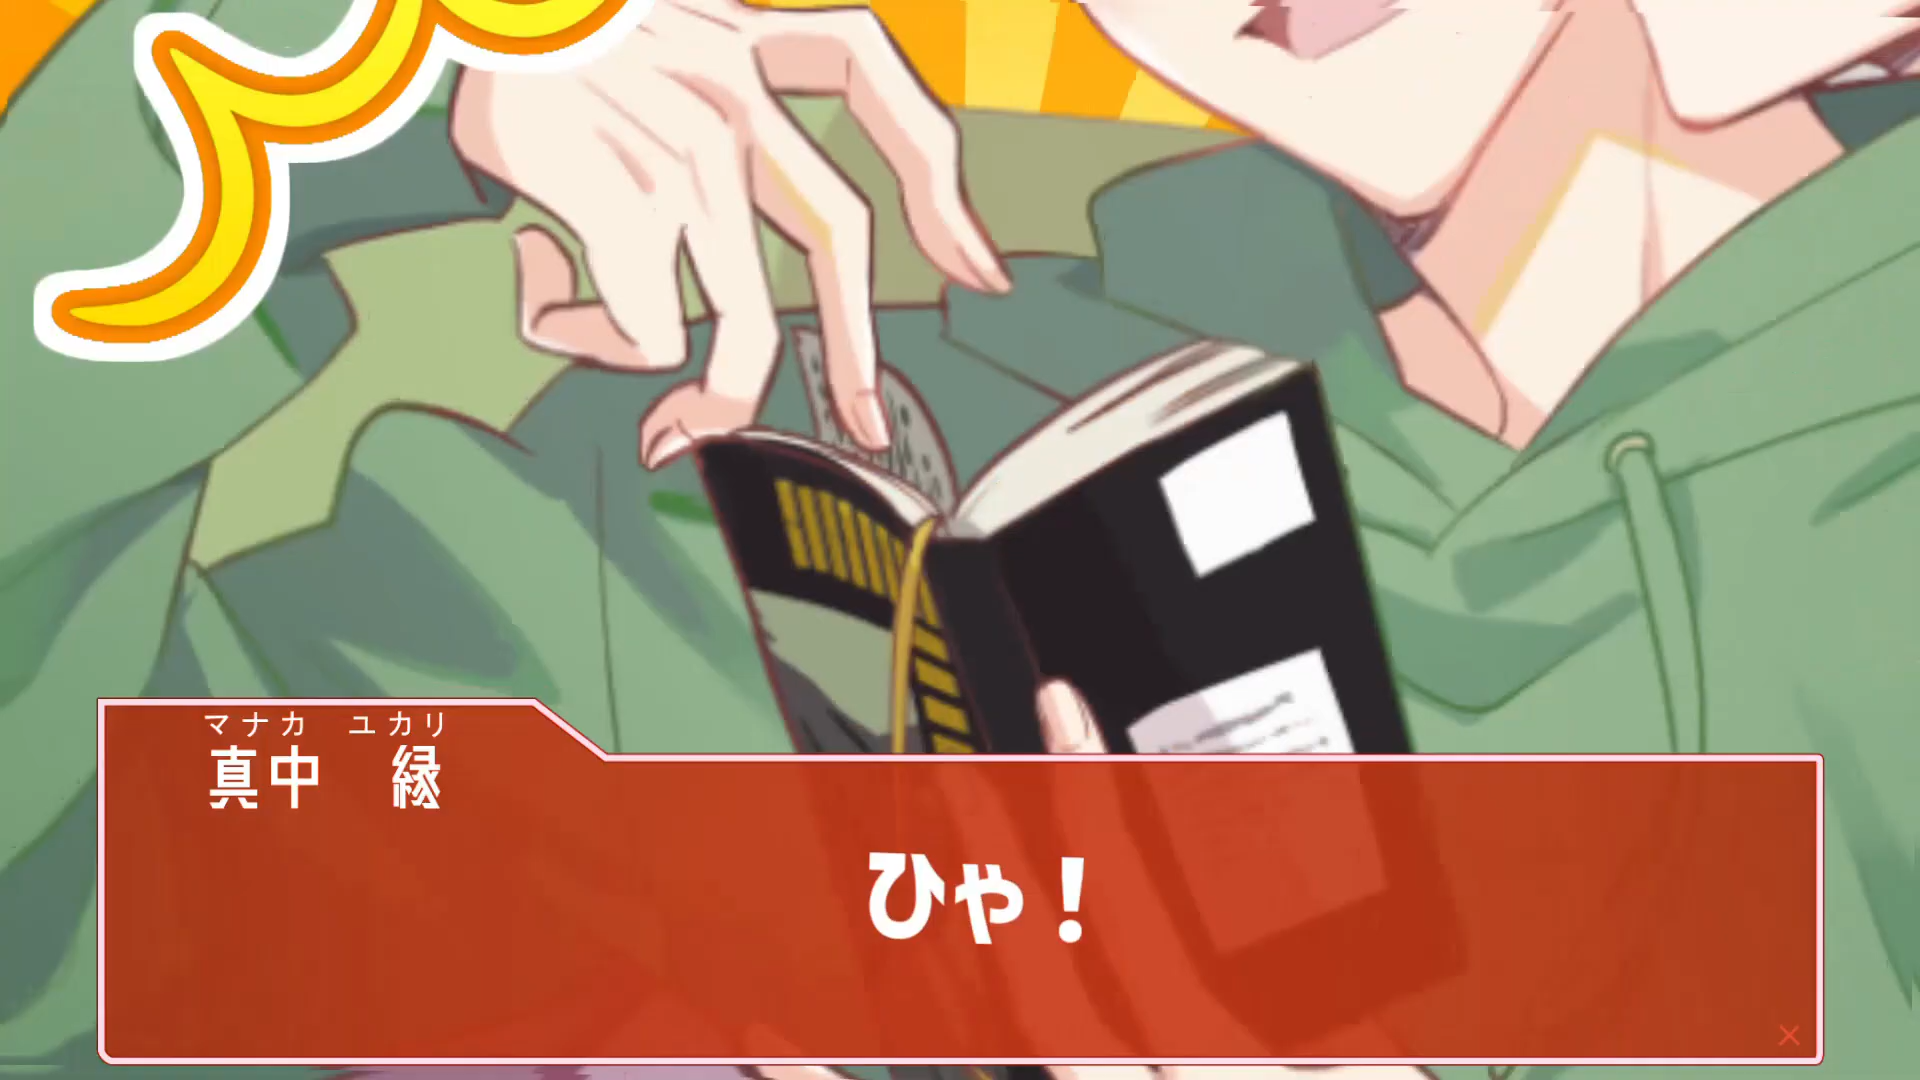 マナカ ユカリ
真中 縁
ひゃ！